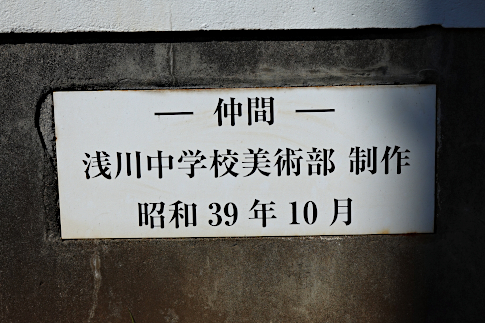 ― 仲間 ―
浅川中学校美術部 制作
昭和 39 年 10 月